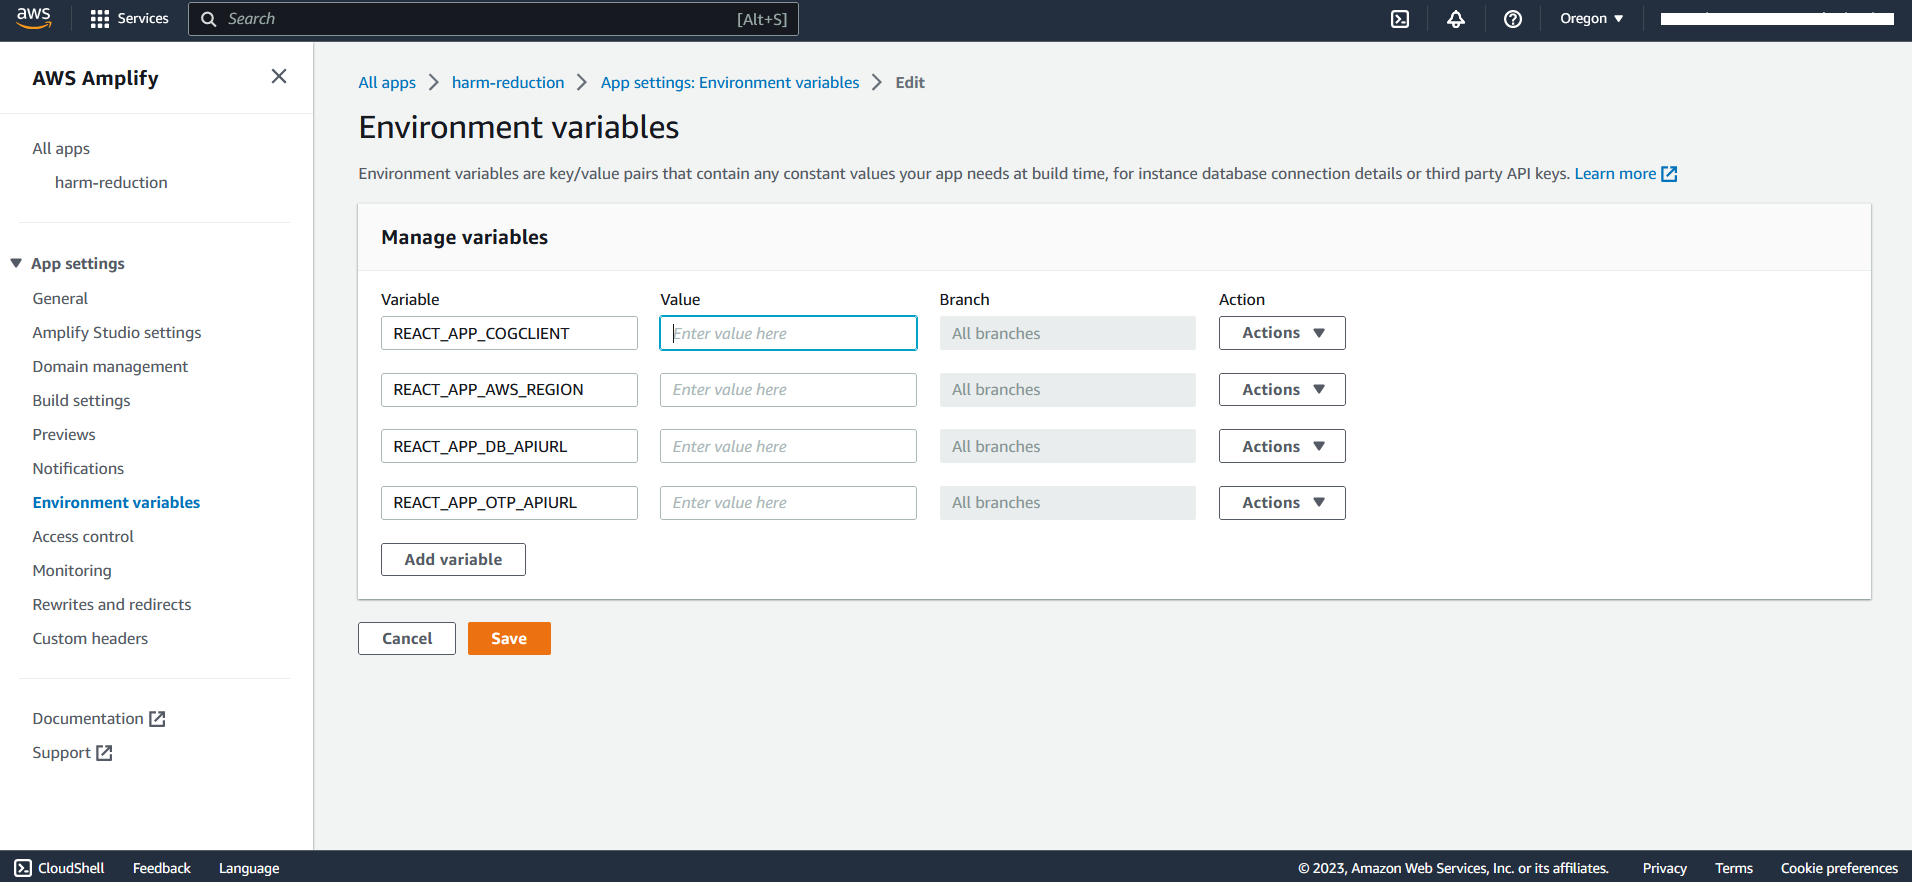 aws
Services
Search [Alt+S]
Oregon
AWS Amplify
All apps
harm-reduction
App settings
General
Amplify Studio settings
Domain management
Build settings
Previews
Notifications
Environment variables
Access control
Monitoring
Rewrites and redirects
Custom headers
Documentation
Support
All apps harm-reduction App settings: Environment variables Edit
Environment variables
Environment variables are key/value pairs that contain any constant values your app needs at build time, for instance database connection details or third party API keys. Learn more
Manage variables
Variable Value Branch Action
REACT_APP_COGCLIENT Enter value here All branches Actions
REACT_APP_AWS_REGION Enter value here All branches Actions
REACT_APP_DB_APIURL Enter value here All branches Actions
REACT_APP_OTP_APIURL Enter value here All branches Actions
Add variable
Cancel Save
CloudShell Feedback Language © 2023, Amazon Web Services, Inc. or its affiliates. Privacy Terms Cookie preferences